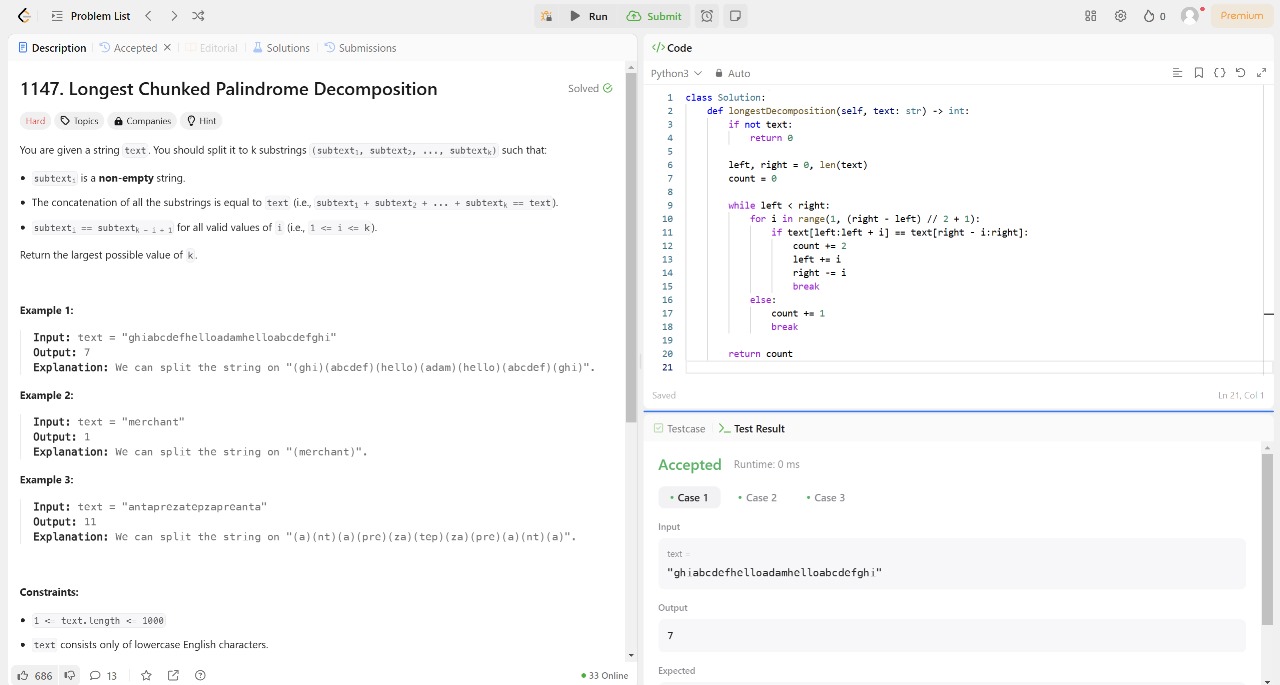 Problem List
Run
Submit
0
Premium
Description
Accepted
Editorial
Solutions
Submissions
1147. Longest Chunked Palindrome Decomposition
Solved
Hard
Topics
Companies
Hint
You are given a string text. You should split it to k substrings (subtext₁, subtext₂, ..., subtextₖ) such that:
• subtextᵢ is a non-empty string.
• The concatenation of all the substrings is equal to text (i.e., subtext₁ + subtext₂ + ... + subtextₖ == text).
• subtextᵢ == subtextₖ₋ᵢ₊₁ for all valid values of i (i.e., 1 <= i <= k).
Return the largest possible value of k.
Example 1:
Input: text = "ghiabcdefhelloadamhelloabcdefghi"
Output: 7
Explanation: We can split the string on "(ghi)(abcdef)(hello)(adam)(hello)(abcdef)(ghi)".
Example 2:
Input: text = "merchant"
Output: 1
Explanation: We can split the string on "(merchant)".
Example 3:
Input: text = "antaprezatepzapreanta"
Output: 11
Explanation: We can split the string on "(a)(nt)(a)(pre)(za)(tep)(za)(pre)(a)(nt)(a)".
Constraints:
• 1 <= text.length <= 1000
• text consists only of lowercase English characters.
686
13
33 Online
</> Code
Python3
Auto
1 class Solution:
2     def longestDecomposition(self, text: str) -> int:
3         if not text:
4             return 0
5
6         left, right = 0, len(text)
7         count = 0
8
9         while left < right:
10             for i in range(1, (right - left) // 2 + 1):
11                 if text[left:left + i] == text[right - i:right]:
12                     count += 2
13                     left += i
14                     right -= i
15                     break
16             else:
17                 count += 1
18                 break
19
20         return count
21
Saved
Ln 21, Col 1
Testcase
Test Result
Accepted
Runtime: 0 ms
• Case 1
• Case 2
• Case 3
Input
text =
"ghiabcdefhelloadamhelloabcdefghi"
Output
7
Expected